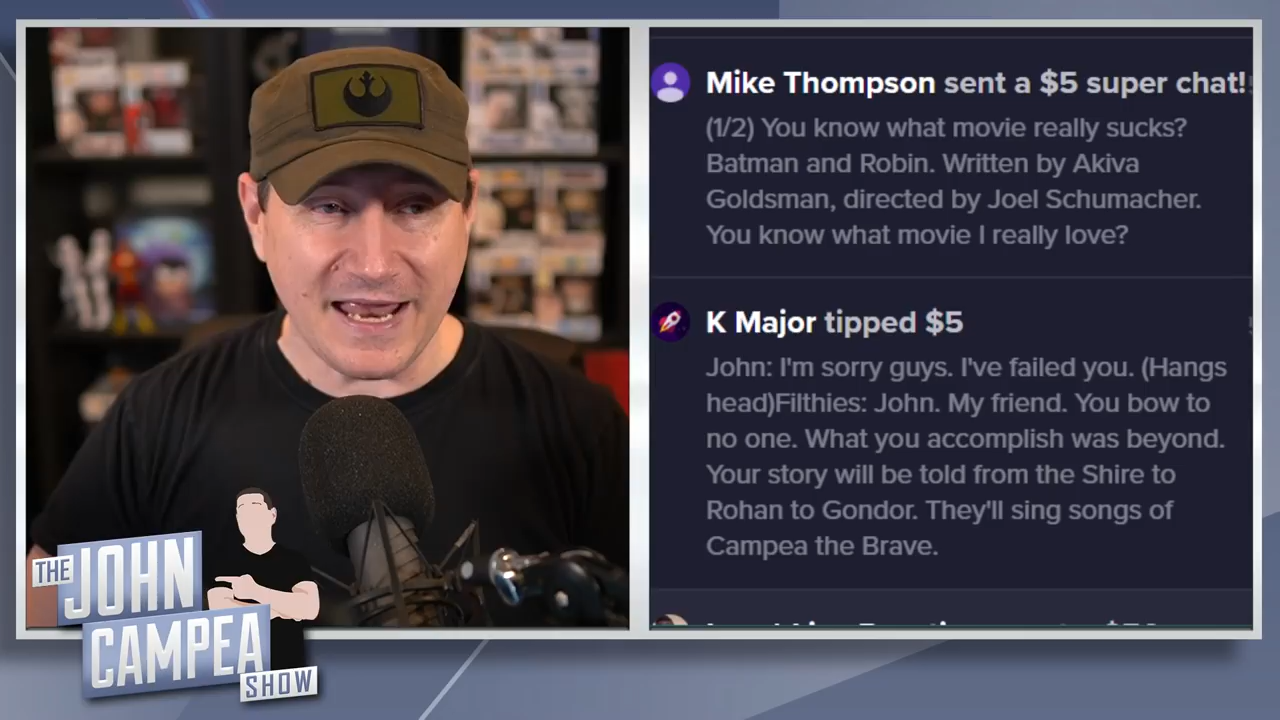 Mike Thompson sent a $5 super chat!
(1/2) You know what movie really sucks?
Batman and Robin. Written by Akiva
Goldsman, directed by Joel Schumacher.
You know what movie I really love?
K Major tipped $5
John: I'm sorry guys. I've failed you. (Hangs
head)Filthies: John. My friend. You bow to
no one. What you accomplish was beyond.
Your story will be told from the Shire to
Rohan to Gondor. They'll sing songs of
Campea the Brave.
THE
JOHN
CAMPEA
SHOW